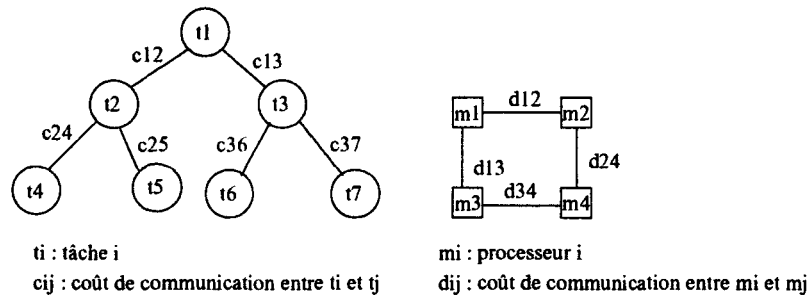 t1
c12
c13
t2
t3
c24
c25
c36
c37
t4
t5
t6
t7
m1
d12
m2
d13
d24
m3
d34
m4
ti : tâche i
cij : coût de communication entre ti et tj
mi : processeur i
dij : coût de communication entre mi et mj